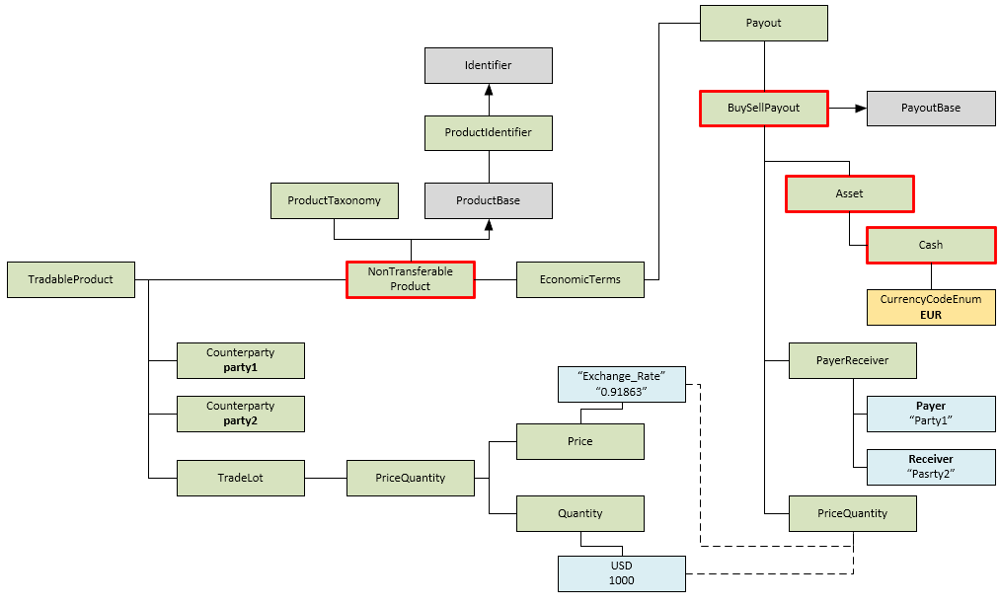 Payout
Identifier
BuySellPayout
PayoutBase
ProductIdentifier
ProductTaxonomy
ProductBase
Asset
Cash
TradableProduct
NonTransferable
Product
EconomicTerms
CurrencyCodeEnum
EUR
Counterparty
party1
PayerReceiver
“Exchange_Rate”
“0.91863”
Counterparty
party2
Payer
“Party1”
Price
Receiver
“Pasrty2”
TradeLot
PriceQuantity
Quantity
PriceQuantity
USD
1000